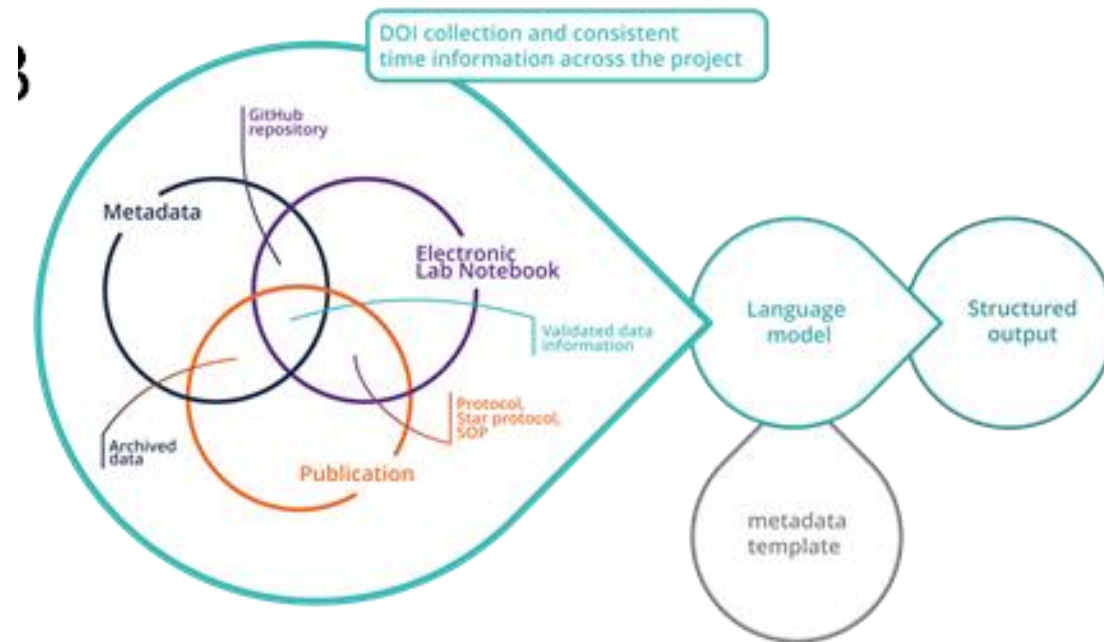 DOI collection and consistent
time information across the project
GitHub
repository
Metadata
Electronic
Lab Notebook
Validated data
information
Protocol,
Star protocol,
SOP
Archived
data
Publication
Language
model
Structured
output
metadata
template